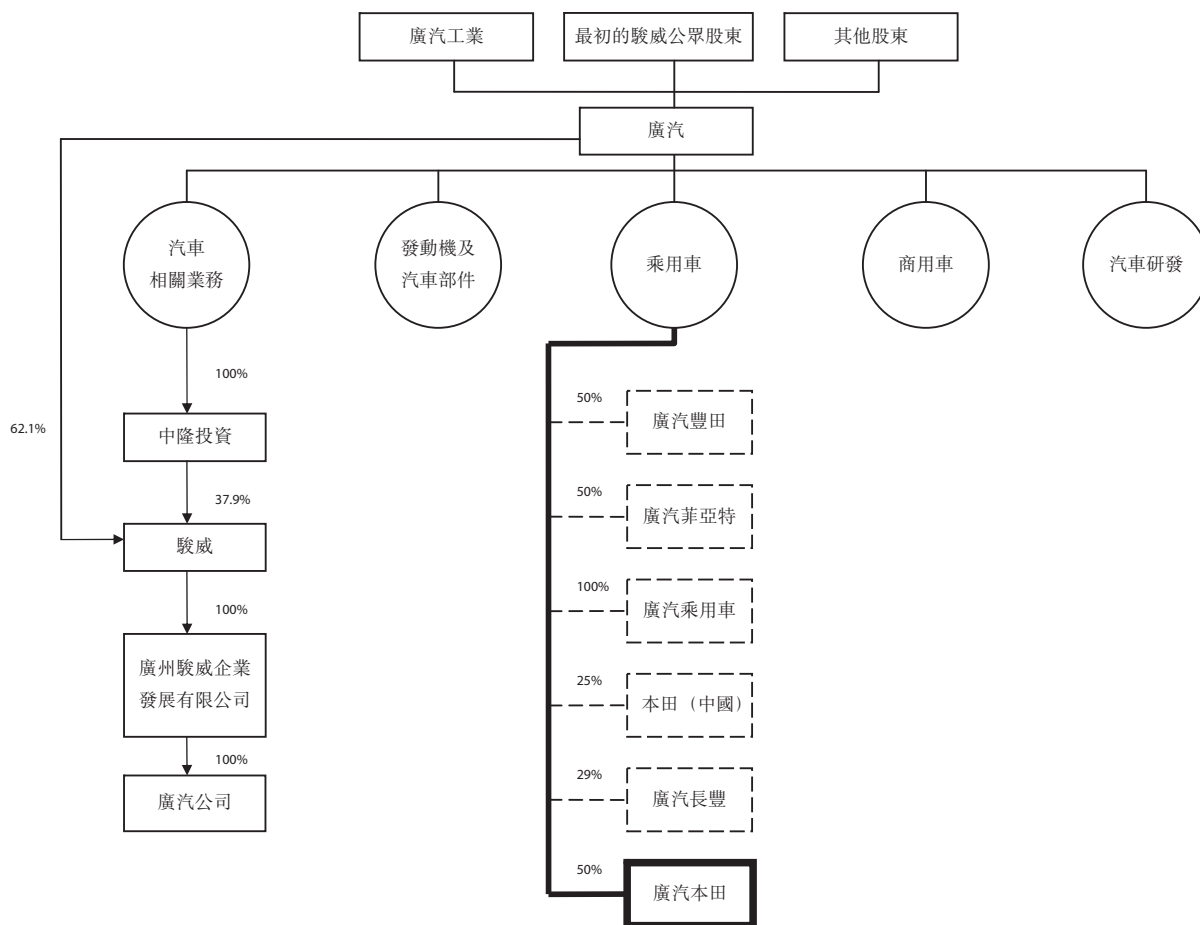 廣汽工業
最初的駿威公眾股東
其他股東
廣汽
汽車
相關業務
發動機及
汽車部件
乘用車
商用車
汽車研發
100%
62.1%
中隆投資
37.9%
駿威
100%
廣州駿威企業
發展有限公司
100%
廣汽公司
50%
廣汽豐田
50%
廣汽菲亞特
100%
廣汽乘用車
25%
本田（中國）
29%
廣汽長豐
50%
廣汽本田